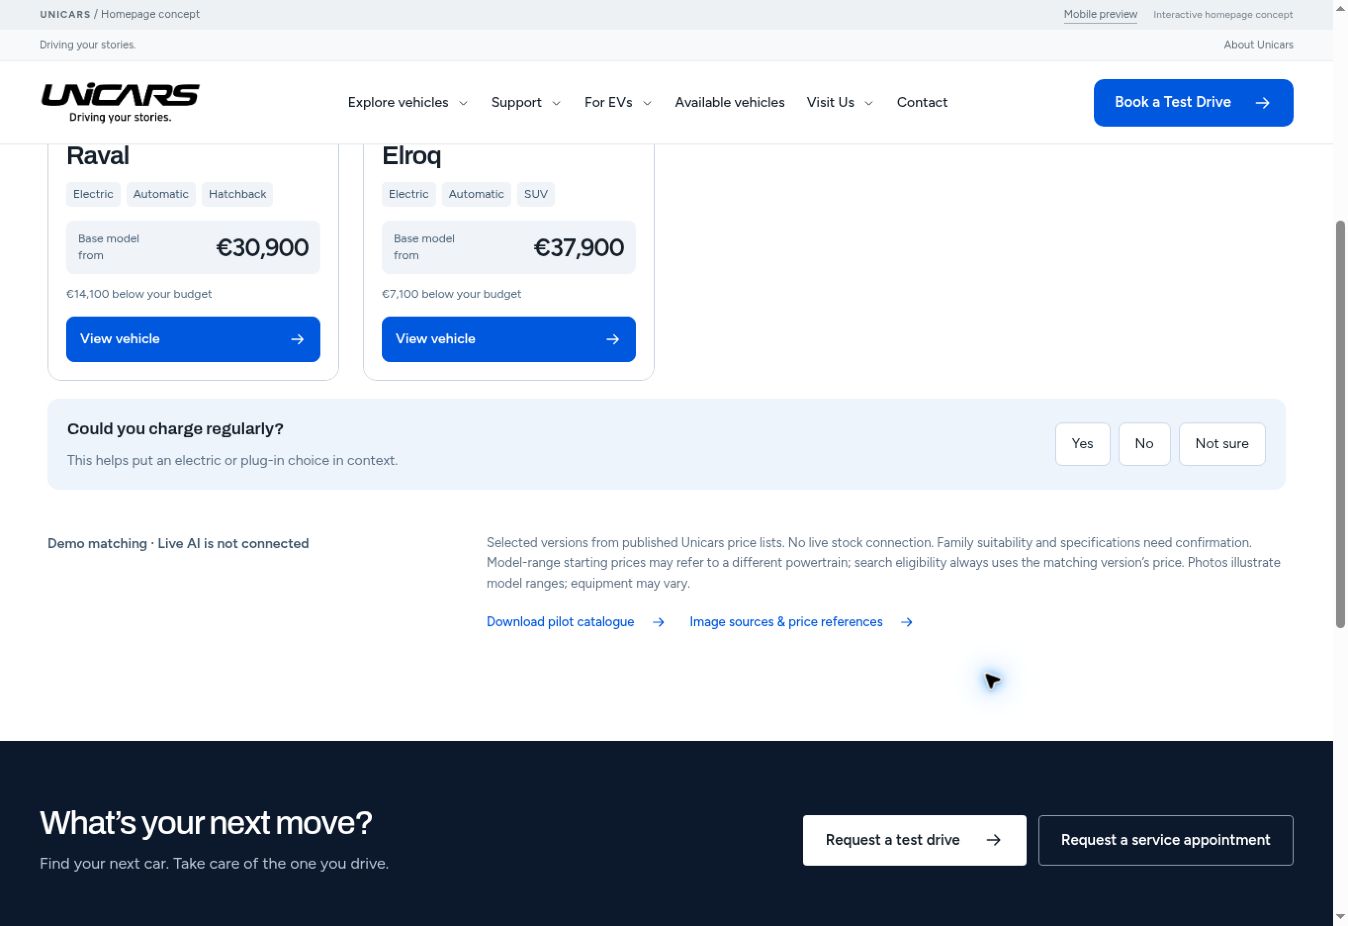 UNICARS / Homepage concept
Mobile preview
Interactive homepage concept
Driving your stories.
About Unicars
UNiCARS
Driving your stories.
Explore vehicles
Support
For EVs
Available vehicles
Visit Us
Contact
Book a Test Drive
Raval
Elroq
Electric
Automatic
Hatchback
Electric
Automatic
SUV
Base model
from
€30,900
Base model
from
€37,900
€14,100 below your budget
€7,100 below your budget
View vehicle
View vehicle
Could you charge regularly?
This helps put an electric or plug-in choice in context.
Yes
No
Not sure
Demo matching · Live AI is not connected
Selected versions from published Unicars price lists. No live stock connection. Family suitability and specifications need confirmation.
Model-range starting prices may refer to a different powertrain; search eligibility always uses the matching version’s price. Photos illustrate
model ranges; equipment may vary.
Download pilot catalogue
Image sources & price references
What’s your next move?
Find your next car. Take care of the one you drive.
Request a test drive
Request a service appointment